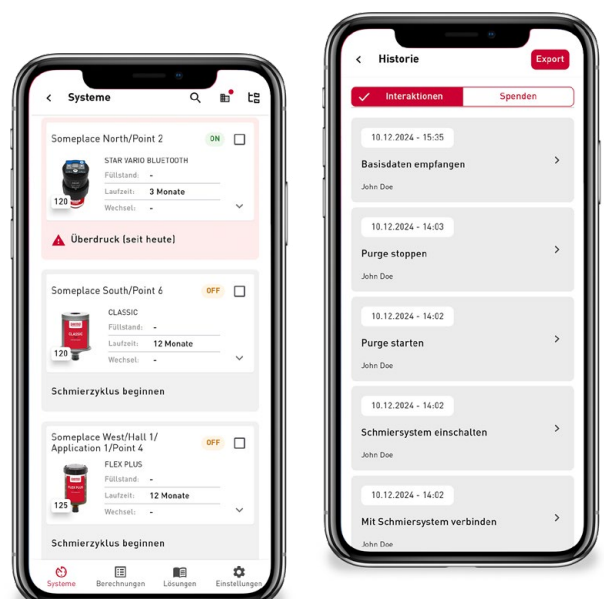 Systeme
Someplace North/Point 2
ON
STAR VARIO BLUETOOTH
Füllstand: -
Laufzeit: 3 Monate
Wechsel: -
120
Überdruck (seit heute)
Someplace South/Point 6
OFF
CLASSIC
Füllstand: -
Laufzeit: 12 Monate
Wechsel: -
CLASSIC
120
Schmierzyklus beginnen
Someplace West/Hall 1/
Application 1/Point 4
OFF
FLEX PLUS
Füllstand: -
Laufzeit: 12 Monate
Wechsel: -
FLEX PLUS
125
Schmierzyklus beginnen
Systeme
Berechnungen
Lösungen
Einstellungen
Historie
Export
Interaktionen
Spenden
10.12.2024 - 15:35
Basisdaten empfangen
John Doe
10.12.2024 - 14:03
Purge stoppen
John Doe
10.12.2024 - 14:02
Purge starten
John Doe
10.12.2024 - 14:02
Schmiersystem einschalten
John Doe
10.12.2024 - 14:02
Mit Schmiersystem verbinden
John Doe